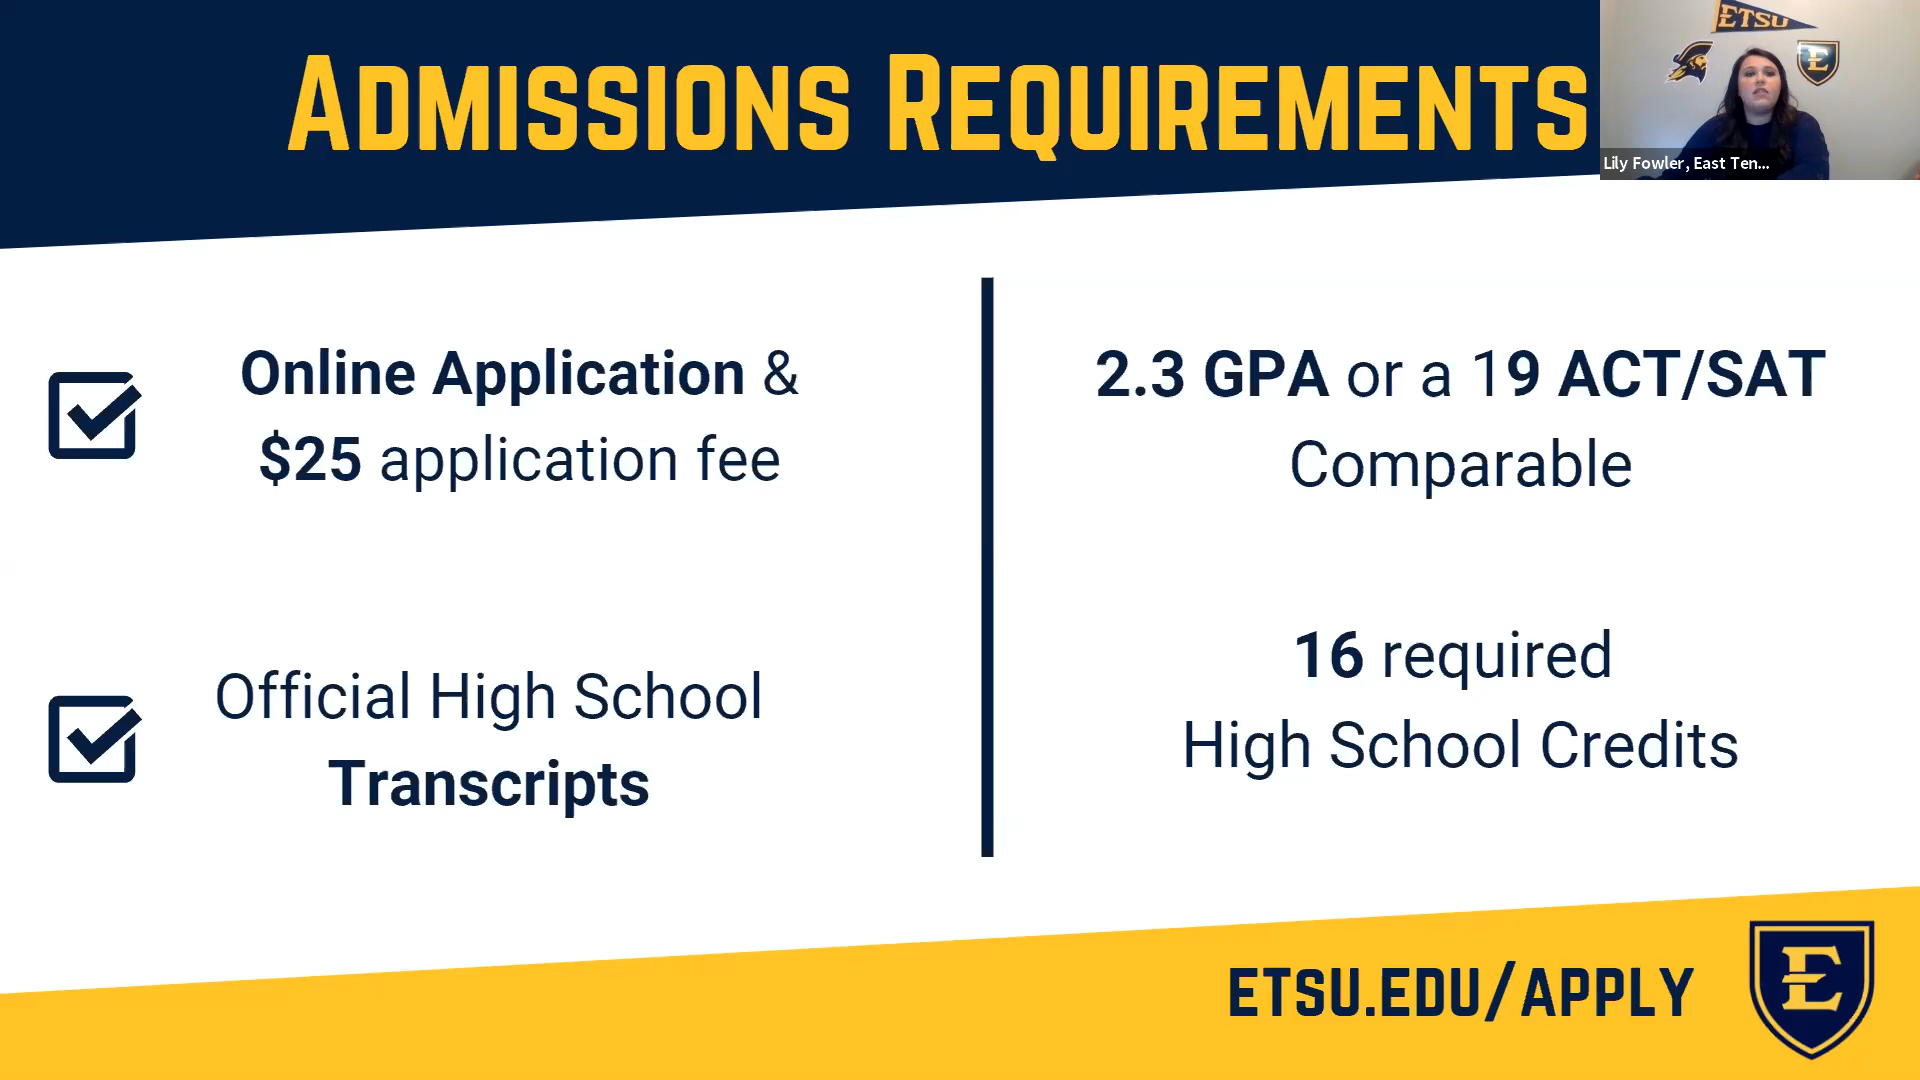 ADMISSIONS REQUIREMENTS
ETSU
E
Lily Fowler, East Ten...
Online Application &
$25 application fee
Official High School
Transcripts
2.3 GPA or a 19 ACT/SAT
Comparable
16 required
High School Credits
ETSU.EDU/APPLY
E